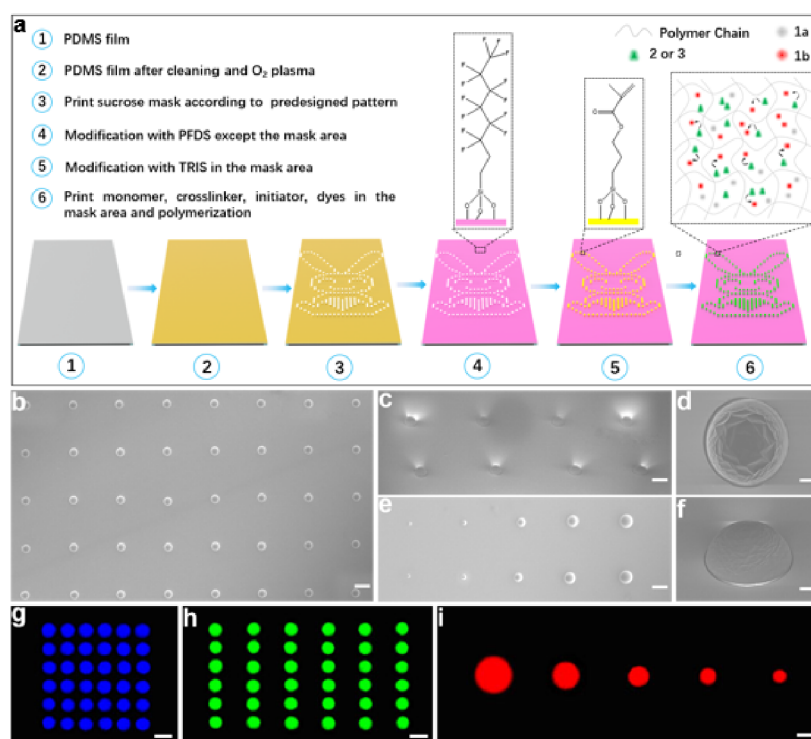 a
1 PDMS film
2 PDMS film after cleaning and O₂ plasma
3 Print sucrose mask according to predesigned pattern
4 Modification with PFDS except the mask area
5 Modification with TRIS in the mask area
6 Print monomer, crosslinker, initiator, dyes in the
mask area and polymerization
F F F F F F F F F F F F F F F F F
Si
O O O
O
O
Si
O O O
Polymer Chain 1a
2 or 3 1b
1 2 3 4 5 6
b c d
e f
g h i